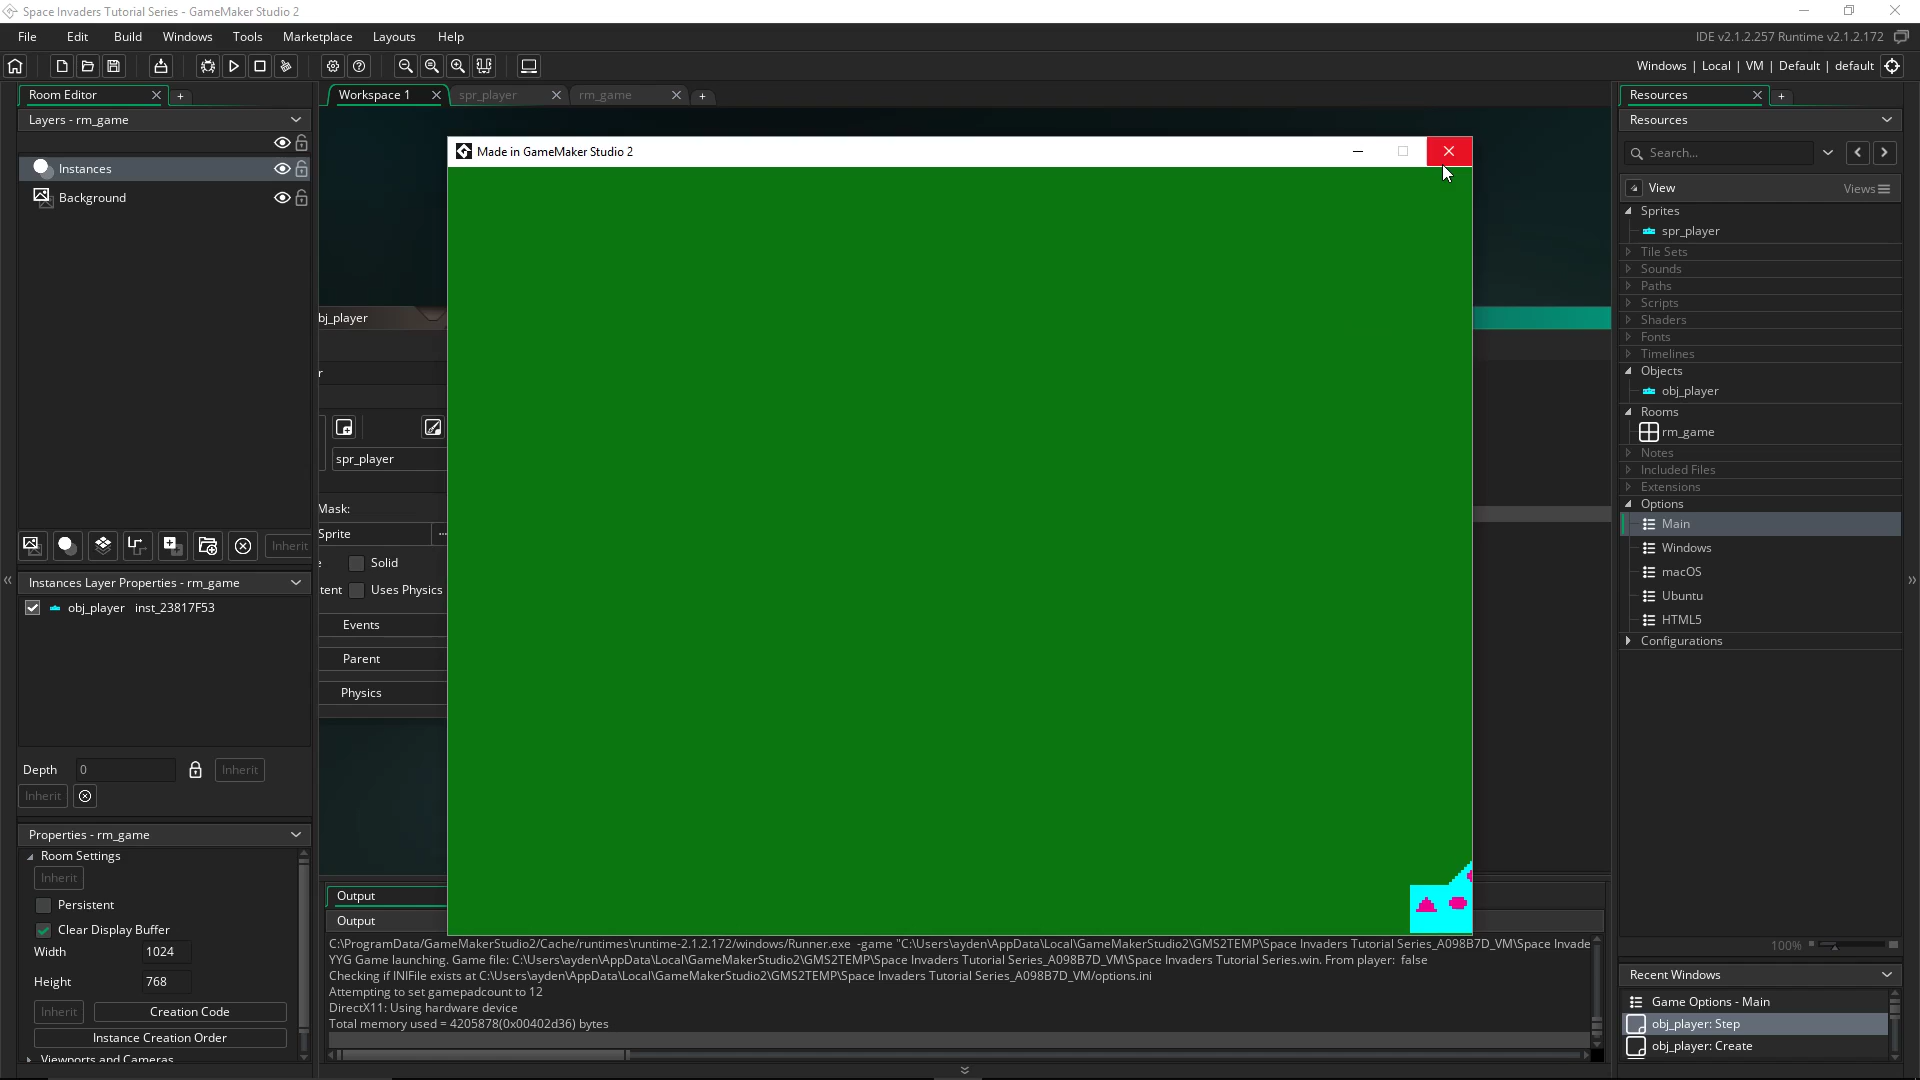 Space Invaders Tutorial Series - GameMaker Studio 2
File Edit Build Windows Tools Marketplace Layouts Help
IDE v2.1.2.257 Runtime v2.1.2.172
Windows | Local | VM | Default | default
Room Editor
Layers - rm_game
Instances
Background
Inherit
Instances Layer Properties - rm_game
obj_player inst_23817F53
Depth 0 Inherit
Inherit
Properties - rm_game
Room Settings
Inherit
Persistent
Clear Display Buffer
Width 1024
Height 768
Inherit Creation Code
Instance Creation Order
Viewports and Cameras
Workspace 1 spr_player rm_game
Made in GameMaker Studio 2
bj_player
r
spr_player
Mask:
Sprite ...
Solid
tent Uses Physics
Events
Parent
Physics
Output
Output
C:\ProgramData/GameMakerStudio2/Cache/runtimes\runtime-2.1.2.172/windows/Runner.exe -game "C:\Users\ayden\AppData\Local\GameMakerStudio2\GMS2TEMP\Space Invaders Tutorial Series_A098B7D_VM\Space Invade
YYG Game launching. Game file: C:\Users\ayden\AppData\Local\GameMakerStudio2\GMS2TEMP\Space Invaders Tutorial Series_A098B7D_VM\Space Invaders Tutorial Series.win. From player: false
Checking if INIFile exists at C:\Users\ayden\AppData\Local\GameMakerStudio2\GMS2TEMP\Space Invaders Tutorial Series_A098B7D_VM/options.ini
Attempting to set gamepadcount to 12
DirectX11: Using hardware device
Total memory used = 4205878(0x00402d36) bytes
Resources
Resources
Search...
View Views
Sprites
spr_player
Tile Sets
Sounds
Paths
Scripts
Shaders
Fonts
Timelines
Objects
obj_player
Rooms
rm_game
Notes
Included Files
Extensions
Options
Main
Windows
macOS
Ubuntu
HTML5
Configurations
100%
Recent Windows
Game Options - Main
obj_player: Step
obj_player: Create